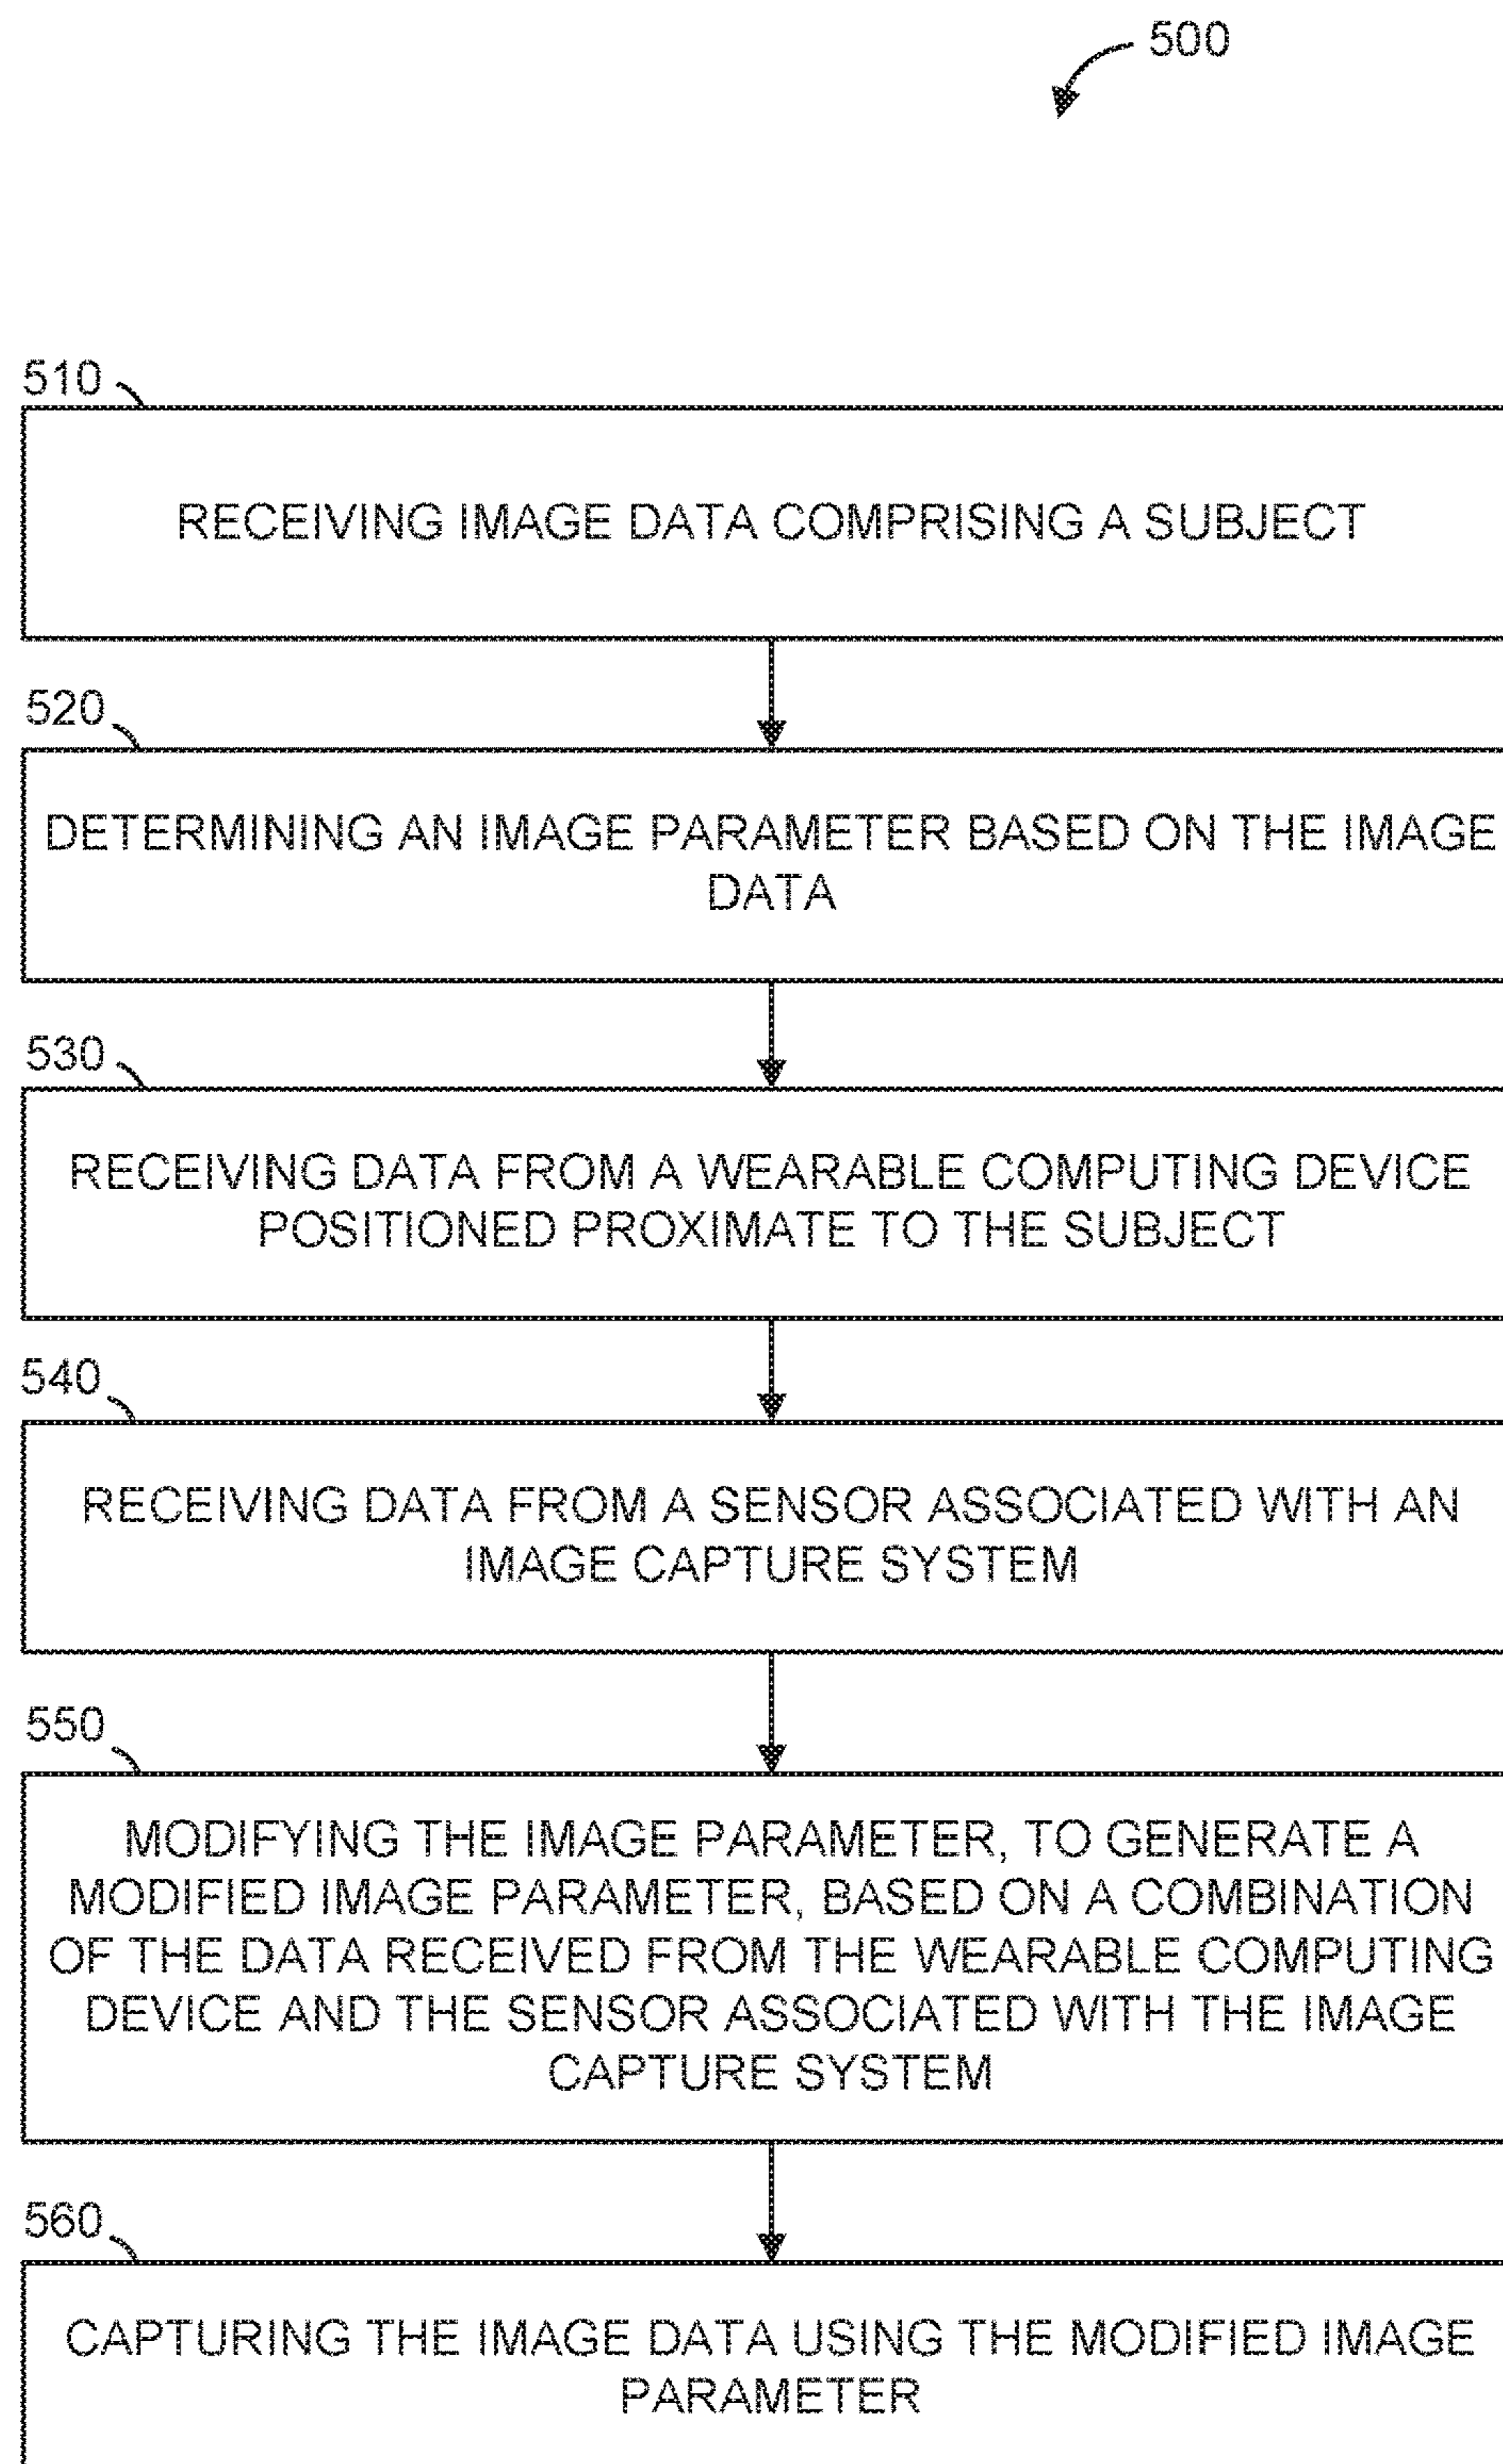 500
510
RECEIVING IMAGE DATA COMPRISING A SUBJECT
520
DETERMINING AN IMAGE PARAMETER BASED ON THE IMAGE
DATA
530
RECEIVING DATA FROM A WEARABLE COMPUTING DEVICE
POSITIONED PROXIMATE TO THE SUBJECT
540
RECEIVING DATA FROM A SENSOR ASSOCIATED WITH AN
IMAGE CAPTURE SYSTEM
550
MODIFYING THE IMAGE PARAMETER, TO GENERATE A
MODIFIED IMAGE PARAMETER, BASED ON A COMBINATION
OF THE DATA RECEIVED FROM THE WEARABLE COMPUTING
DEVICE AND THE SENSOR ASSOCIATED WITH THE IMAGE
CAPTURE SYSTEM
560
CAPTURING THE IMAGE DATA USING THE MODIFIED IMAGE
PARAMETER